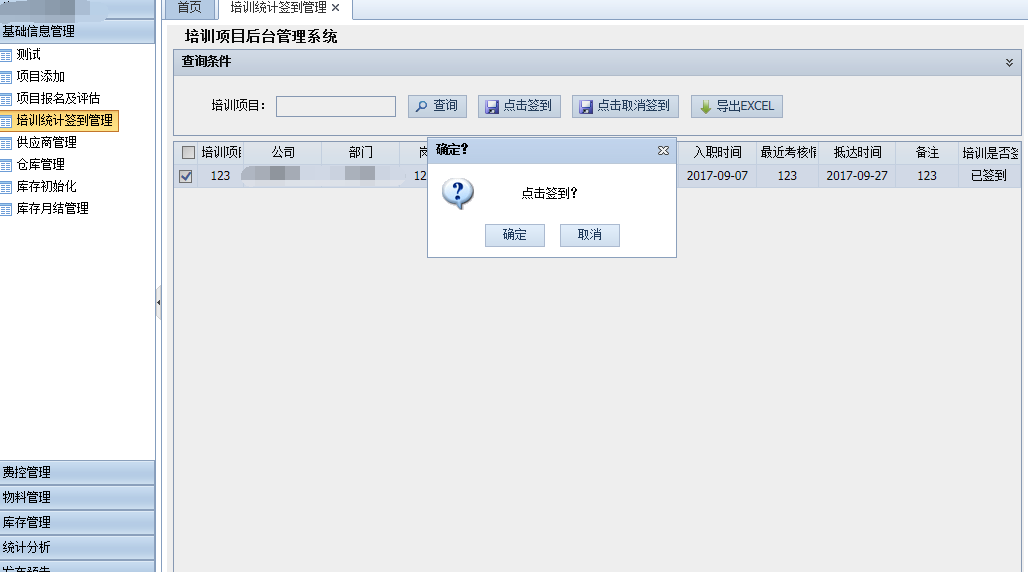 首页
培训统计签到管理
基础信息管理
测试
项目添加
项目报名及评估
培训统计签到管理
供应商管理
仓库管理
库存初始化
库存月结管理
费控管理
物料管理
库存管理
统计分析
培训项目后台管理系统
查询条件
培训项目:
查询
点击签到
点击取消签到
导出EXCEL
培训项目 公司 部门 岗 入职时间 最近考核情 抵达时间 备注 培训是否签
123 12 2017-09-07 123 2017-09-27 123 已签到
确定?
点击签到?
确定
取消